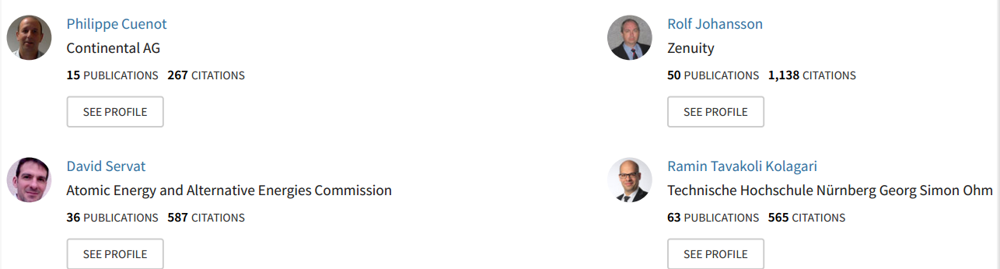 Philippe Cuenot
Continental AG
15 PUBLICATIONS 267 CITATIONS
SEE PROFILE
Rolf Johansson
Zenuity
50 PUBLICATIONS 1,138 CITATIONS
SEE PROFILE
David Servat
Atomic Energy and Alternative Energies Commission
36 PUBLICATIONS 587 CITATIONS
SEE PROFILE
Ramin Tavakoli Kolagari
Technische Hochschule Nürnberg Georg Simon Ohm
63 PUBLICATIONS 565 CITATIONS
SEE PROFILE